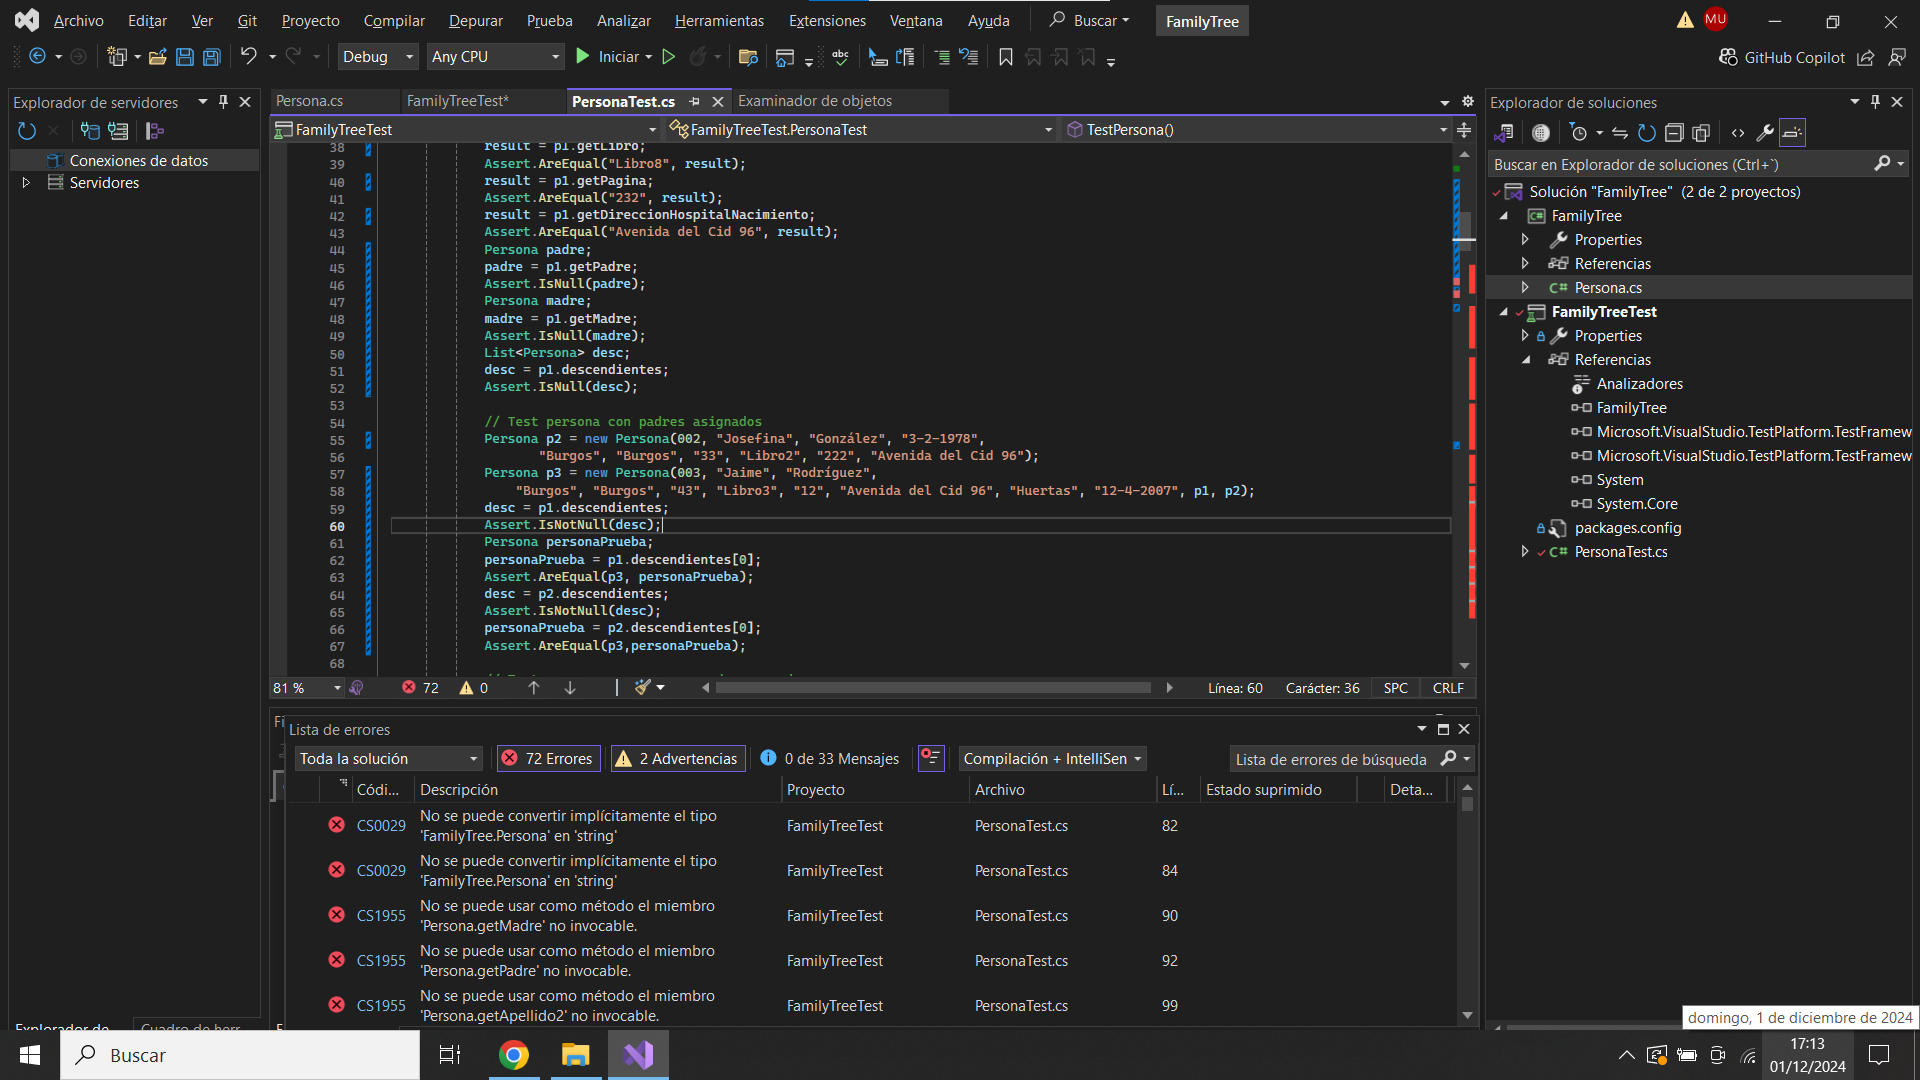 Archivo Editar Ver Git Proyecto Compilar Depurar Prueba Analizar Herramientas Extensiones Ventana Ayuda Buscar FamilyTree MU
Debug Any CPU Iniciar abc GitHub Copilot
Explorador de servidores
Conexiones de datos
Servidores
Persona.cs FamilyTreeTest* PersonaTest.cs Examinador de objetos
FamilyTreeTest FamilyTreeTest.PersonaTest TestPersona()
38 result = p1.getLibro;
39 Assert.AreEqual("Libro8", result);
40 result = p1.getPagina;
41 Assert.AreEqual("232", result);
42 result = p1.getDireccionHospitalNacimiento;
43 Assert.AreEqual("Avenida del Cid 96", result);
44 Persona padre;
45 padre = p1.getPadre;
46 Assert.IsNull(padre);
47 Persona madre;
48 madre = p1.getMadre;
49 Assert.IsNull(madre);
50 List<Persona> desc;
51 desc = p1.descendientes;
52 Assert.IsNull(desc);
53
54 // Test persona con padres asignados
55 Persona p2 = new Persona(002, "Josefina", "González", "3-2-1978",
56 "Burgos", "Burgos", "33", "Libro2", "222", "Avenida del Cid 96");
57 Persona p3 = new Persona(003, "Jaime", "Rodríguez",
58 "Burgos", "Burgos", "43", "Libro3", "12", "Avenida del Cid 96", "Huertas", "12-4-2007", p1, p2);
59 desc = p1.descendientes;
60 Assert.IsNotNull(desc);
61 Persona personaPrueba;
62 personaPrueba = p1.descendientes[0];
63 Assert.AreEqual(p3, personaPrueba);
64 desc = p2.descendientes;
65 Assert.IsNotNull(desc);
66 personaPrueba = p2.descendientes[0];
67 Assert.AreEqual(p3,personaPrueba);
68
81 % 72 0 Línea: 60 Carácter: 36 SPC CRLF
Lista de errores
Toda la solución 72 Errores 2 Advertencias 0 de 33 Mensajes Compilación + IntelliSen Lista de errores de búsqueda
Códi... Descripción Proyecto Archivo Lí... Estado suprimido Deta...
CS0029 No se puede convertir implícitamente el tipo 'FamilyTree.Persona' en 'string' FamilyTreeTest PersonaTest.cs 82
CS0029 No se puede convertir implícitamente el tipo 'FamilyTree.Persona' en 'string' FamilyTreeTest PersonaTest.cs 84
CS1955 No se puede usar como método el miembro 'Persona.getMadre' no invocable. FamilyTreeTest PersonaTest.cs 90
CS1955 No se puede usar como método el miembro 'Persona.getPadre' no invocable. FamilyTreeTest PersonaTest.cs 92
CS1955 No se puede usar como método el miembro 'Persona.getApellido2' no invocable. FamilyTreeTest PersonaTest.cs 99
Explorador de soluciones
Buscar en Explorador de soluciones (Ctrl+`)
Solución "FamilyTree" (2 de 2 proyectos)
FamilyTree
Properties
Referencias
Persona.cs
FamilyTreeTest
Properties
Referencias
Analizadores
FamilyTree
Microsoft.VisualStudio.TestPlatform.TestFramew
Microsoft.VisualStudio.TestPlatform.TestFramew
System
System.Core
packages.config
PersonaTest.cs
Explorador de Cuadro de herr
domingo, 1 de diciembre de 2024
Buscar
17:13
01/12/2024